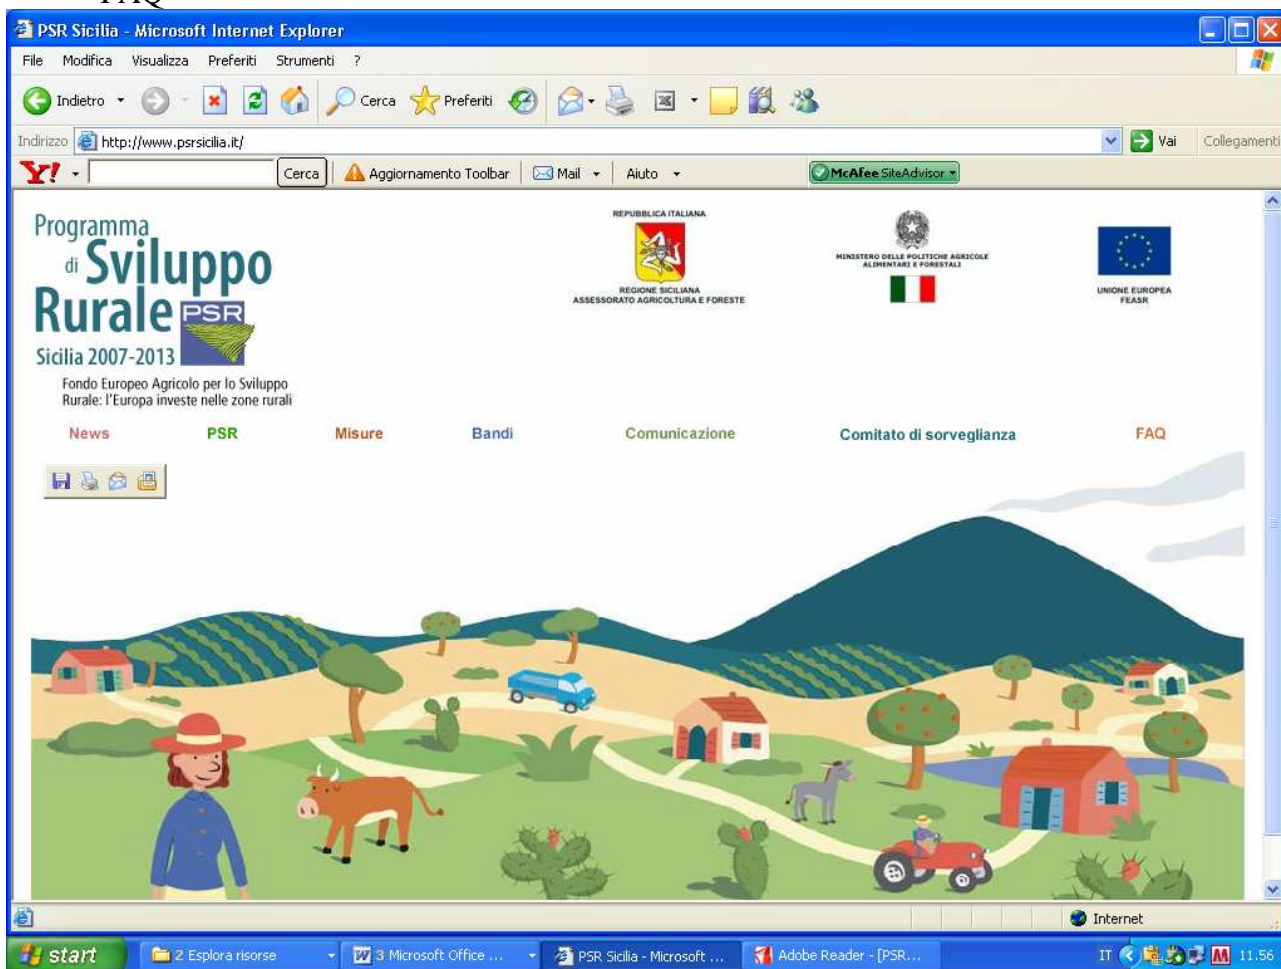 FAQ
PSR Sicilia - Microsoft Internet Explorer
File Modifica Visualizza Preferiti Strumenti ?
Indietro Cerca Preferiti
Indirizzo http://www.psrsicilia.it/ Vai Collegamenti
Y! Cerca Aggiornamento Toolbar Mail Aiuto McAfee SiteAdvisor
Programma
di Sviluppo
Rurale PSR
Sicilia 2007-2013
Fondo Europeo Agricolo per lo Sviluppo
Rurale: l'Europa investe nelle zone rurali
REPUBBLICA ITALIANA
REGIONE SICILIANA
ASSESSORATO AGRICOLTURA E FORESTE
MINISTERO DELLE POLITICHE AGRICOLE
ALIMENTARI E FORESTALI
UNIONE EUROPEA
FEASR
News PSR Misure Bandi Comunicazione Comitato di sorveglianza FAQ
Internet
start 2 Esplora risorse 3 Microsoft Office ... PSR Sicilia - Microsoft ... Adobe Reader - [PSR... IT 11.56